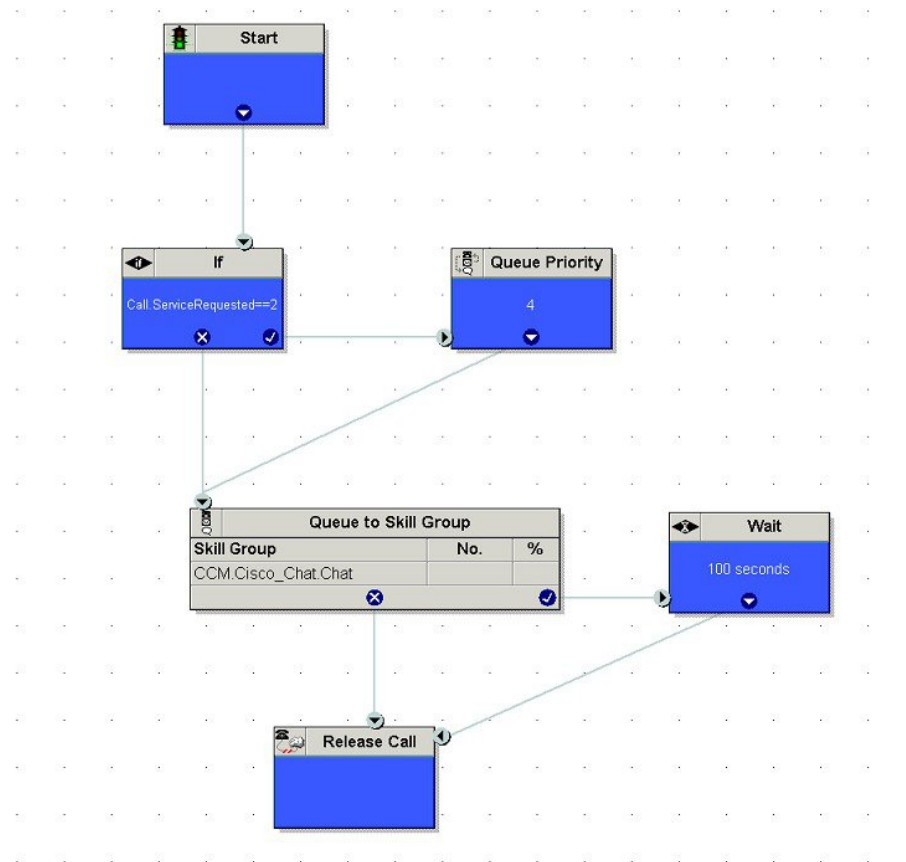 Start
If
Call.ServiceRequested==2
Queue Priority
4
Queue to Skill Group
Skill Group No. %
CCM.Cisco_Chat.Chat
Wait
100 seconds
Release Call